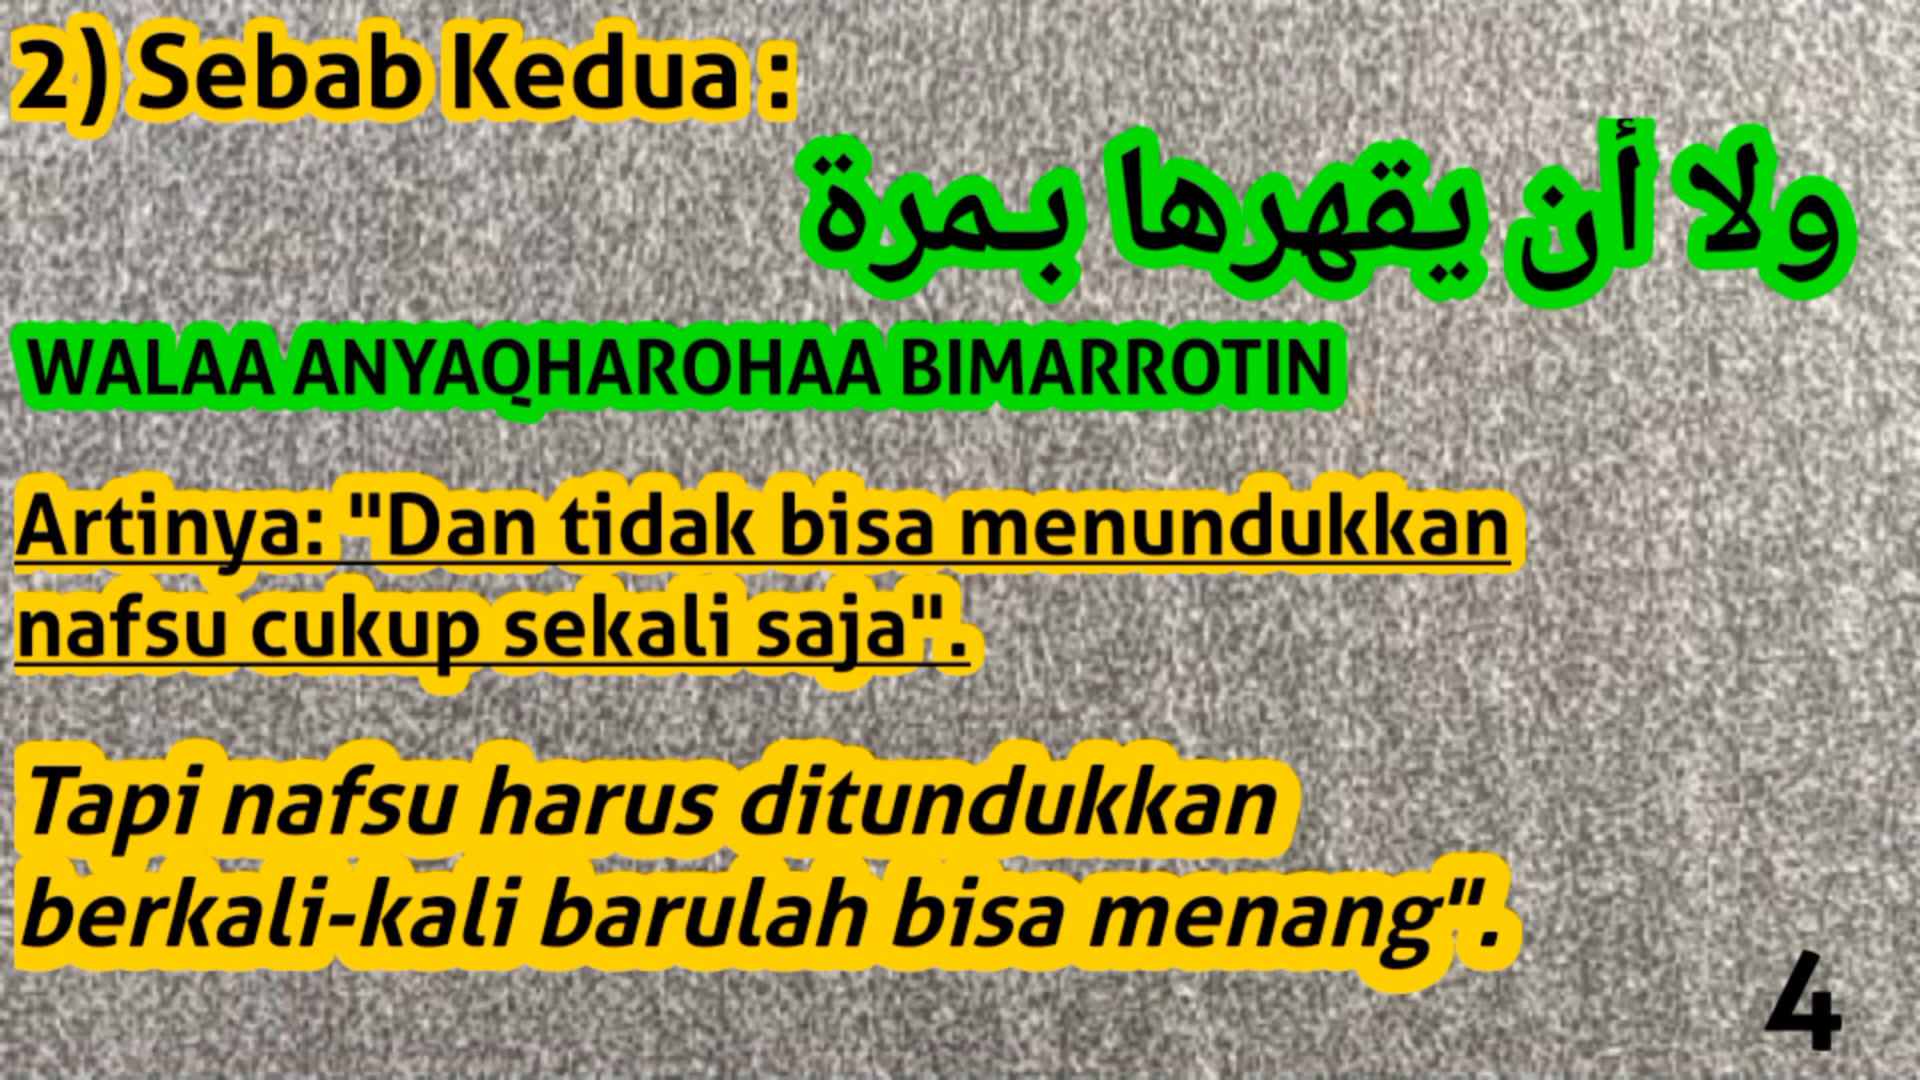 2) Sebab Kedua :
ولا أن يقهرها بمرة
WALAA ANYAQHAROHAA BIMARROTIN
Artinya: "Dan tidak bisa menundukkan
nafsu cukup sekali saja".
Tapi nafsu harus ditundukkan
berkali-kali barulah bisa menang".
4